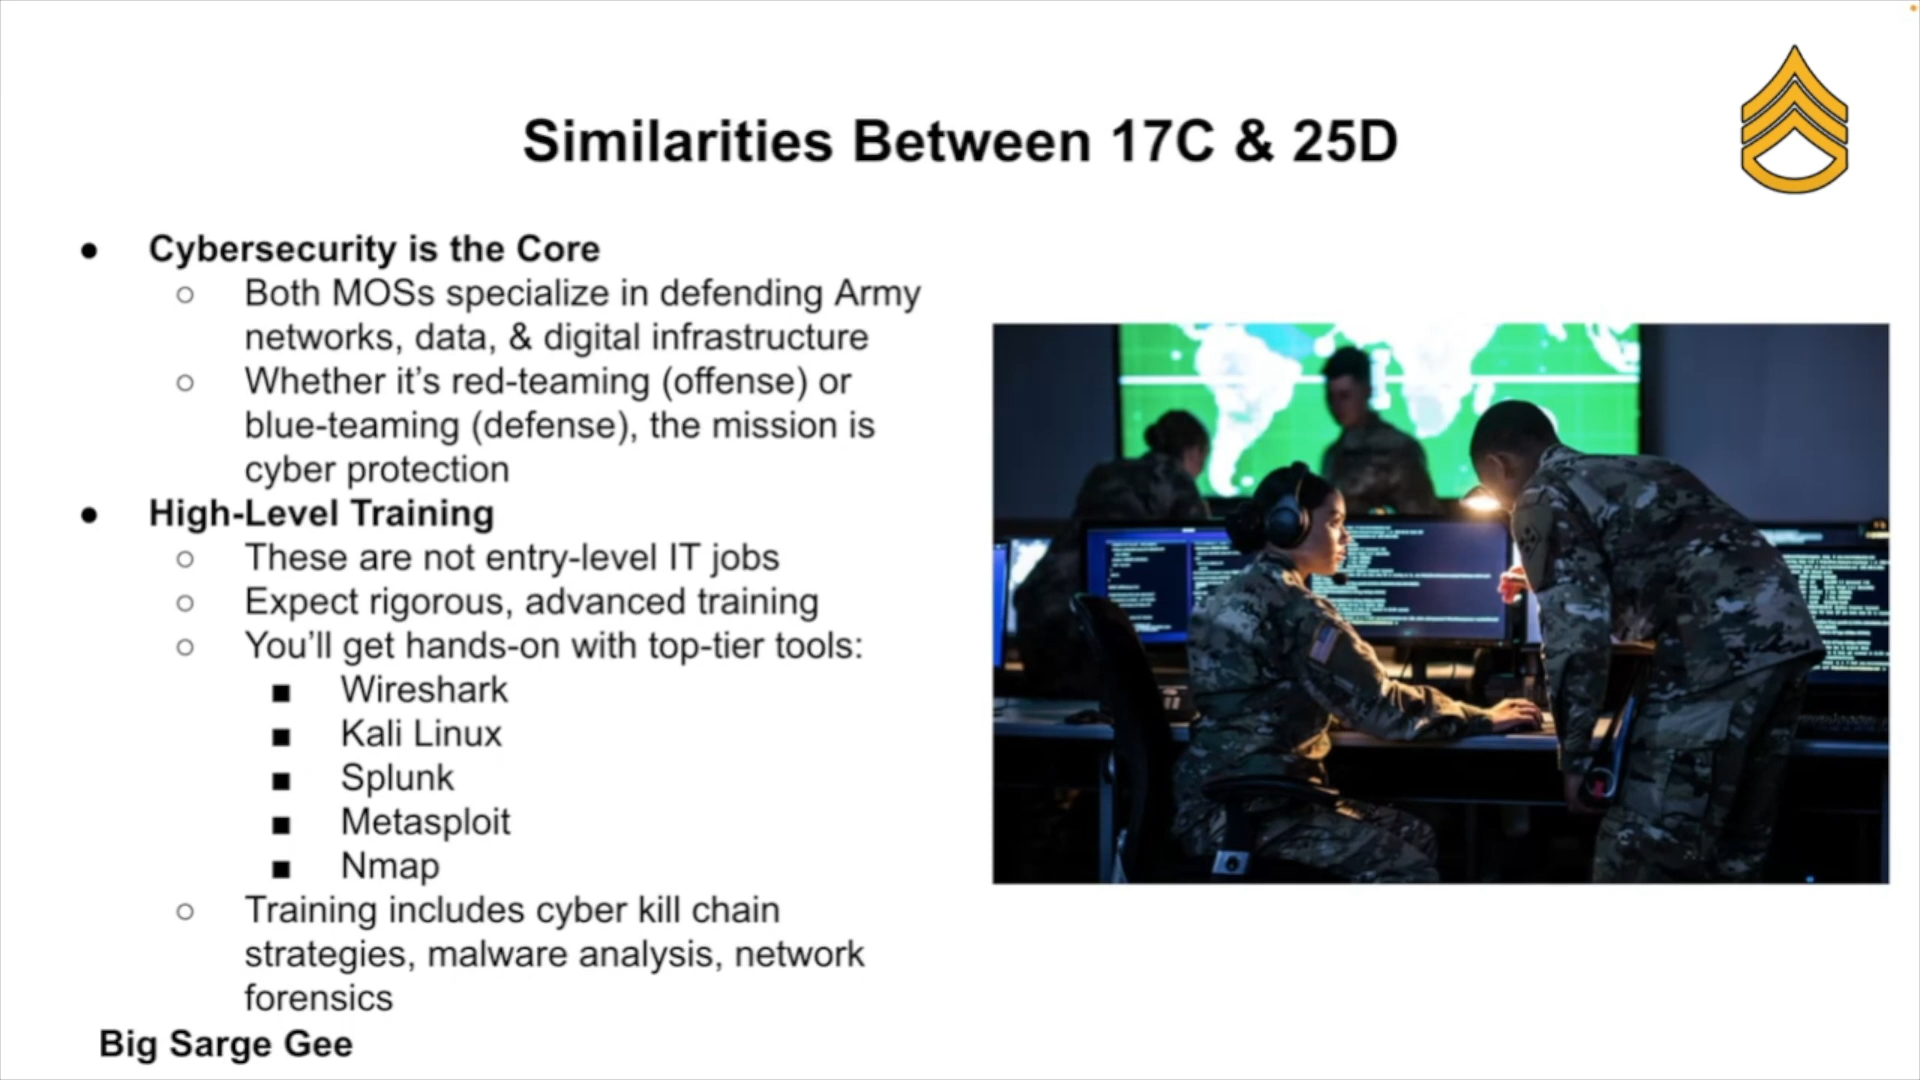 Similarities Between 17C & 25D
● Cybersecurity is the Core
○ Both MOSs specialize in defending Army
networks, data, & digital infrastructure
○ Whether it’s red-teaming (offense) or
blue-teaming (defense), the mission is
cyber protection
● High-Level Training
○ These are not entry-level IT jobs
○ Expect rigorous, advanced training
○ You’ll get hands-on with top-tier tools:
■ Wireshark
■ Kali Linux
■ Splunk
■ Metasploit
■ Nmap
○ Training includes cyber kill chain
strategies, malware analysis, network
forensics
Big Sarge Gee